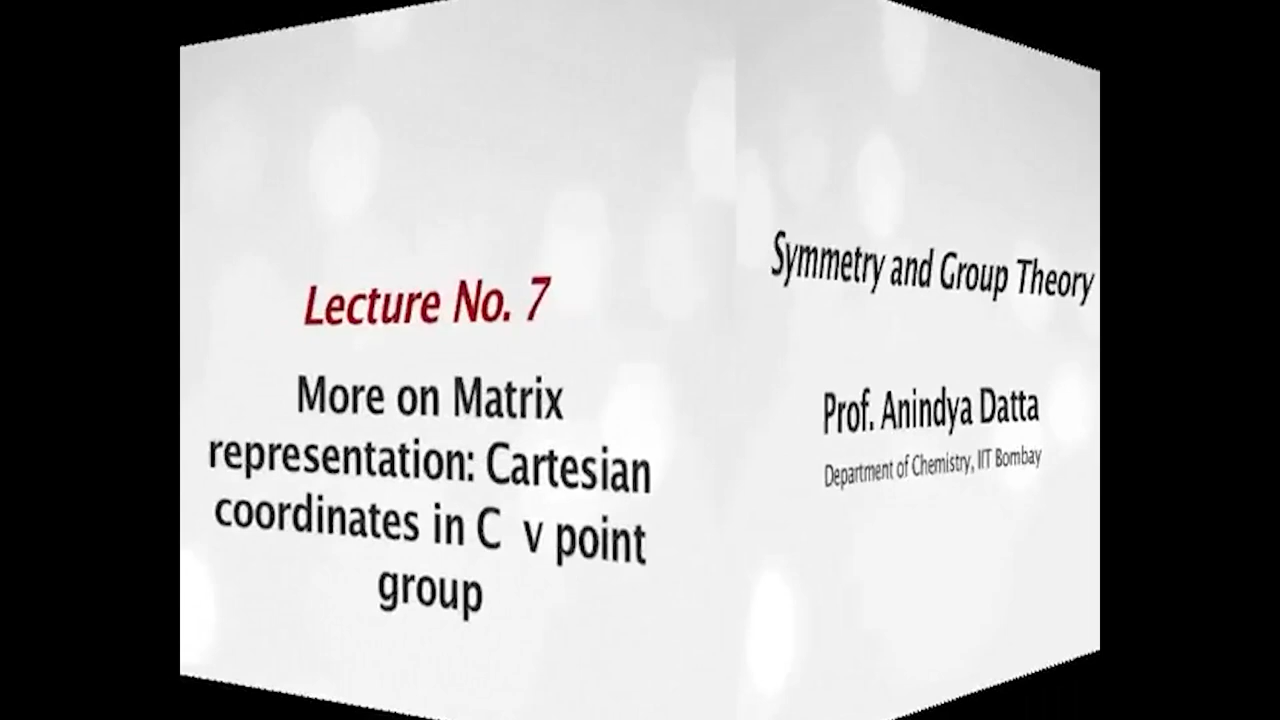 Lecture No. 7
More on Matrix
representation: Cartesian
coordinates in C v point
group
Symmetry and Group Theory
Prof. Anindya Datta
Department of Chemistry, IIT Bombay